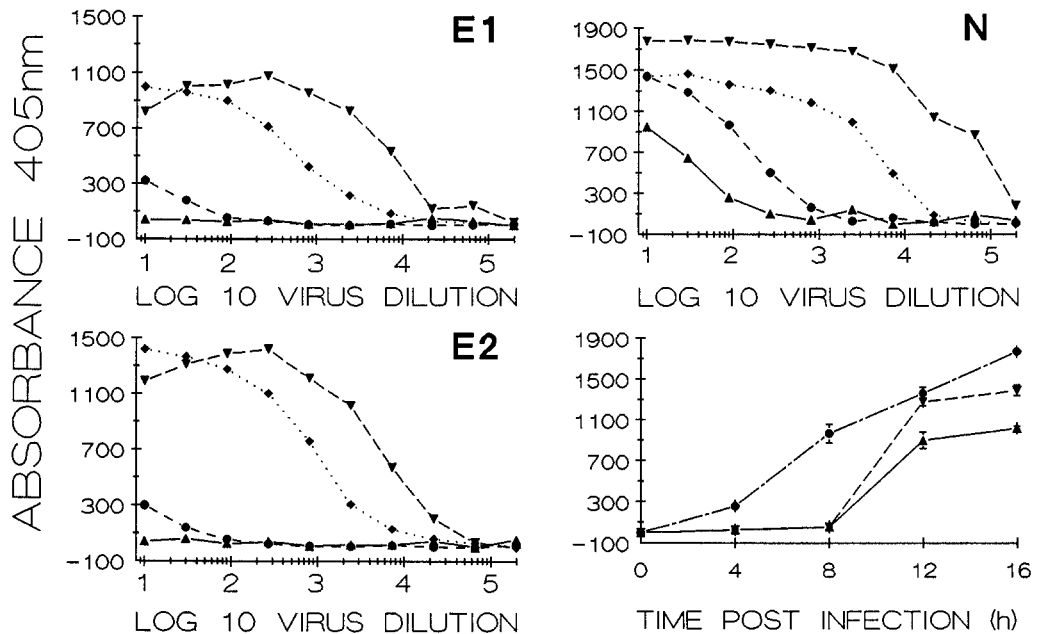 ABSORBANCE 405nm
E1
1500
1100
700
300
-100
1 2 3 4 5
LOG 10 VIRUS DILUTION
N
1900
1500
1100
700
300
-100
1 2 3 4 5
LOG 10 VIRUS DILUTION
E2
1500
1100
700
300
-100
1 2 3 4 5
LOG 10 VIRUS DILUTION
1900
1500
1100
700
300
-100
0 4 8 12 16
TIME POST INFECTION (h)